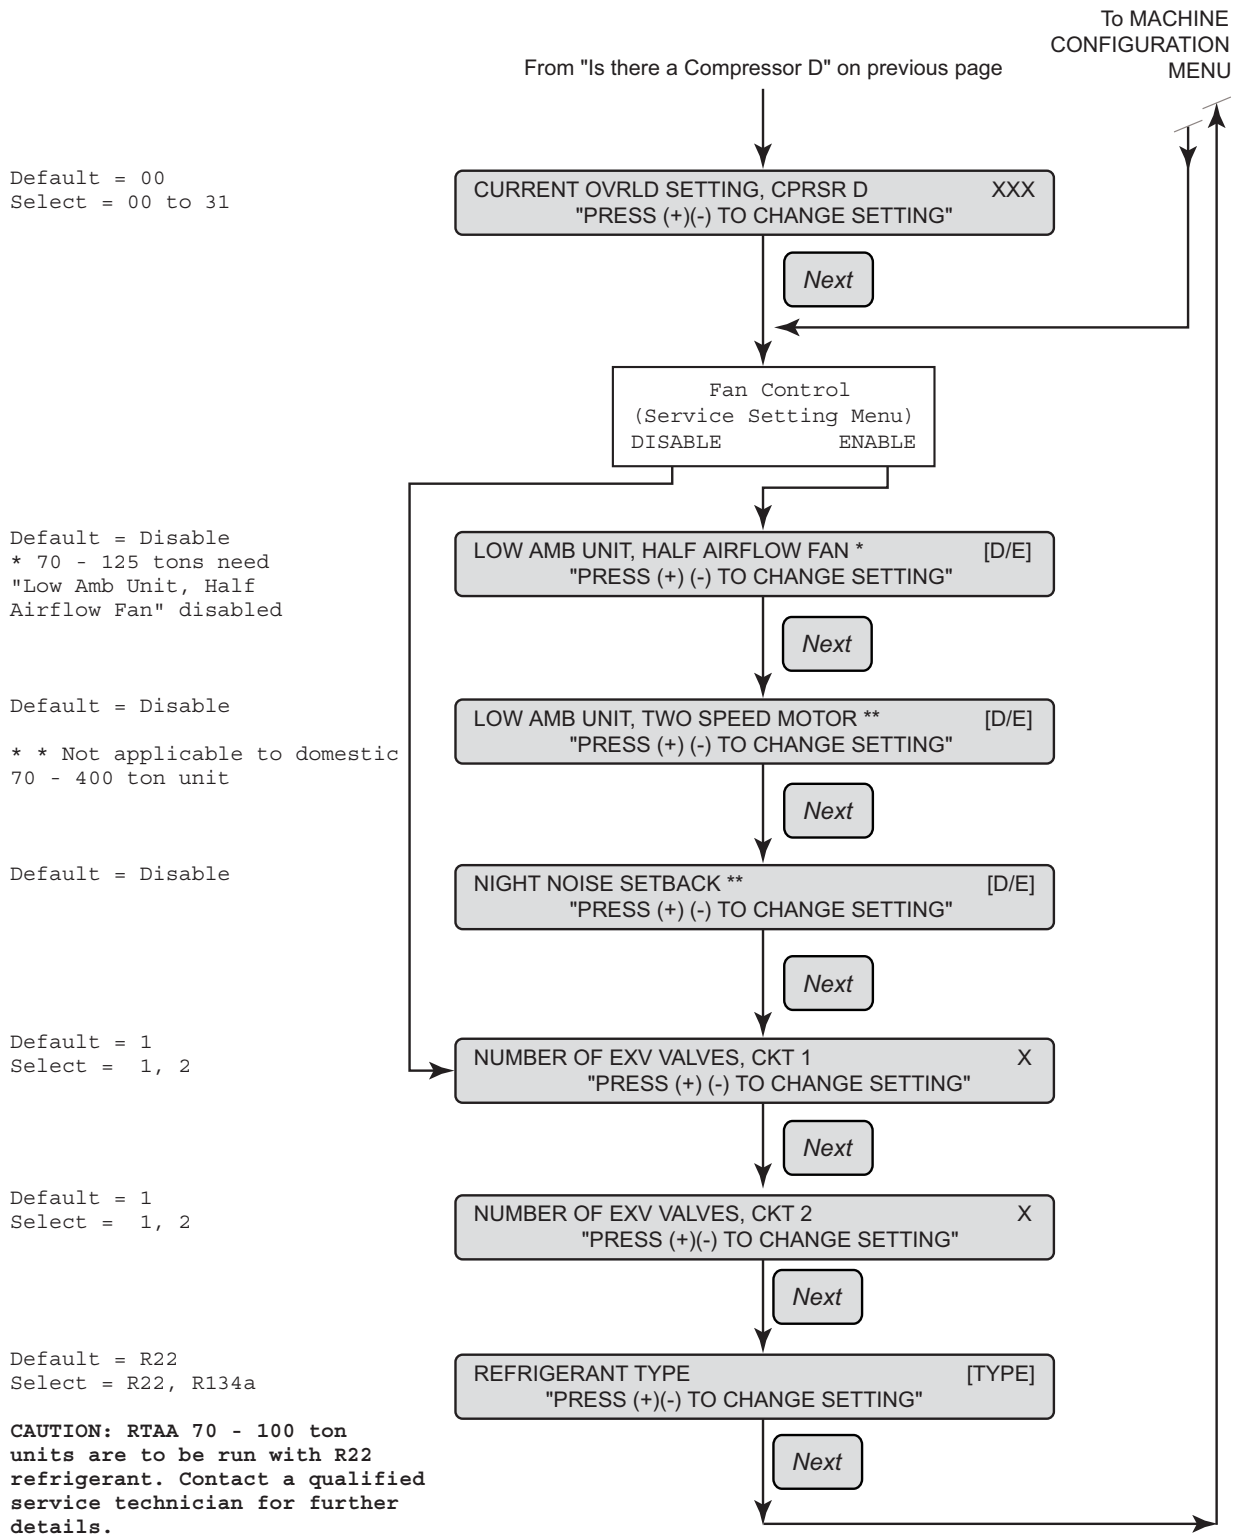 To MACHINE
CONFIGURATION
MENU
From "Is there a Compressor D" on previous page
Default = 00
Select = 00 to 31
CURRENT OVRLD SETTING, CPRSR D XXX
"PRESS (+)(-) TO CHANGE SETTING"
Next
Fan Control
(Service Setting Menu)
DISABLE ENABLE
Default = Disable
* 70 - 125 tons need
"Low Amb Unit, Half
Airflow Fan" disabled
LOW AMB UNIT, HALF AIRFLOW FAN * [D/E]
"PRESS (+) (-) TO CHANGE SETTING"
Next
Default = Disable
* * Not applicable to domestic
70 - 400 ton unit
LOW AMB UNIT, TWO SPEED MOTOR ** [D/E]
"PRESS (+) (-) TO CHANGE SETTING"
Next
Default = Disable
NIGHT NOISE SETBACK ** [D/E]
"PRESS (+) (-) TO CHANGE SETTING"
Next
Default = 1
Select = 1, 2
NUMBER OF EXV VALVES, CKT 1 X
"PRESS (+) (-) TO CHANGE SETTING"
Next
Default = 1
Select = 1, 2
NUMBER OF EXV VALVES, CKT 2 X
"PRESS (+)(-) TO CHANGE SETTING"
Next
Default = R22
Select = R22, R134a
REFRIGERANT TYPE [TYPE]
"PRESS (+)(-) TO CHANGE SETTING"
Next
CAUTION: RTAA 70 - 100 ton
units are to be run with R22
refrigerant. Contact a qualified
service technician for further
details.